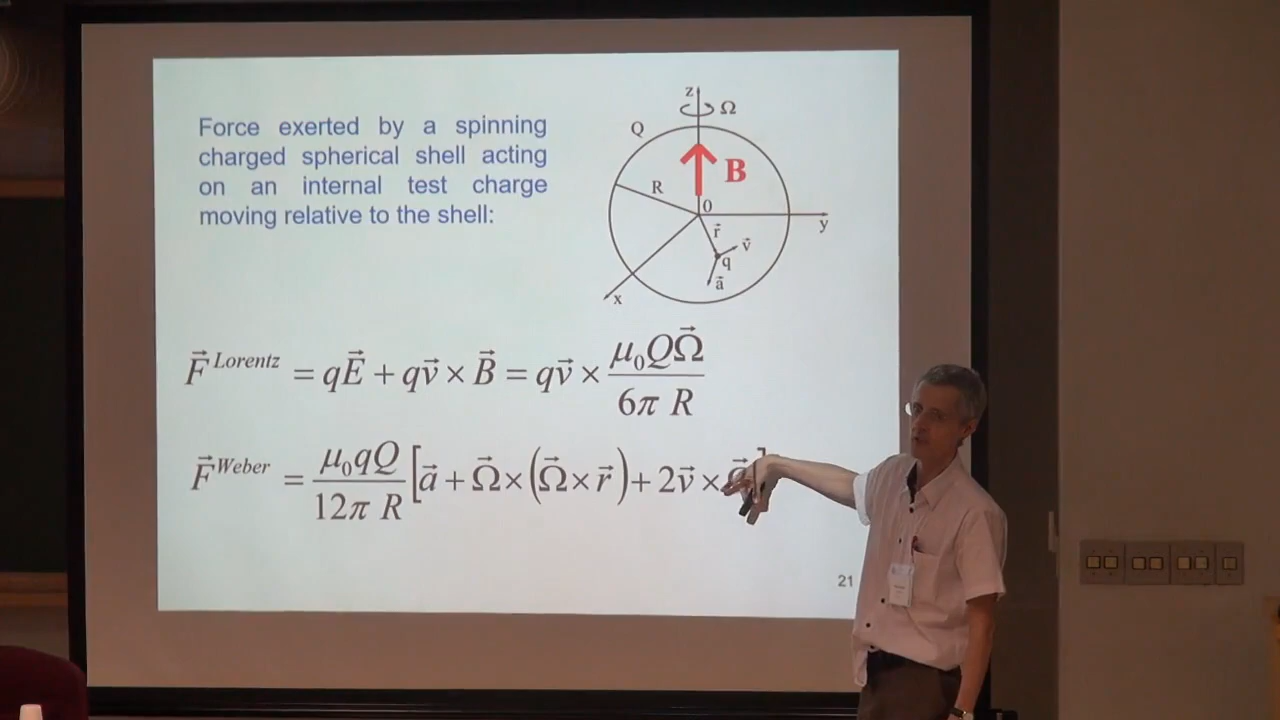 Force exerted by a spinning
charged spherical shell acting
on an internal test charge
moving relative to the shell:
z
Ω
Q
B
R
0
y
r⃗
v⃗
q
a⃗
x
F⃗ Lorentz = qE⃗ + qv⃗ × B⃗ = qv⃗ × μ₀QΩ⃗ / 6π R
F⃗ Weber = μ₀qQ / 12π R [a⃗ + Ω⃗ × (Ω⃗ × r⃗) + 2v⃗ × ]
21